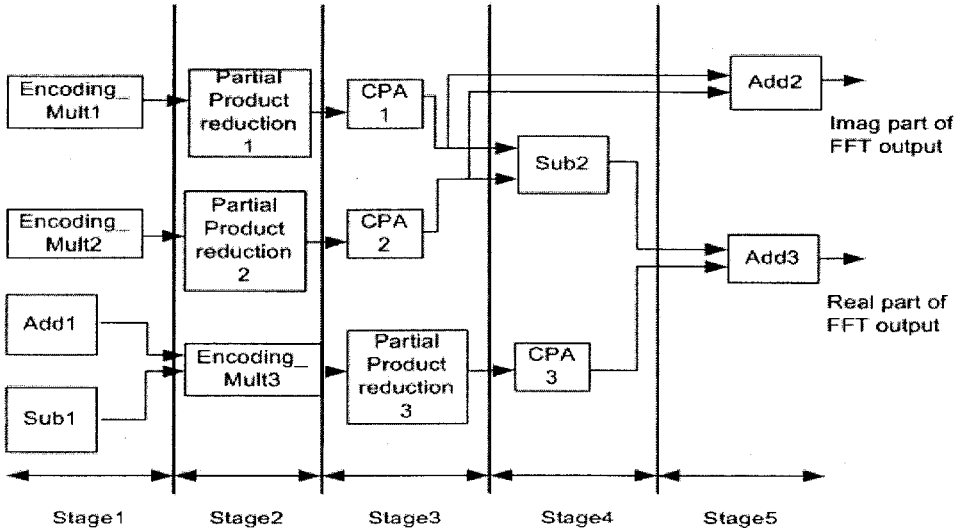 Encoding_
Mult1
Partial
Product
reduction
1
CPA
1
Add2
Imag part of
FFT output
Sub2
Encoding_
Mult2
Partial
Product
reduction
2
CPA
2
Add3
Real part of
FFT output
Add1
Sub1
Encoding_
Mult3
Partial
Product
reduction
3
CPA
3
Stage1
Stage2
Stage3
Stage4
Stage5